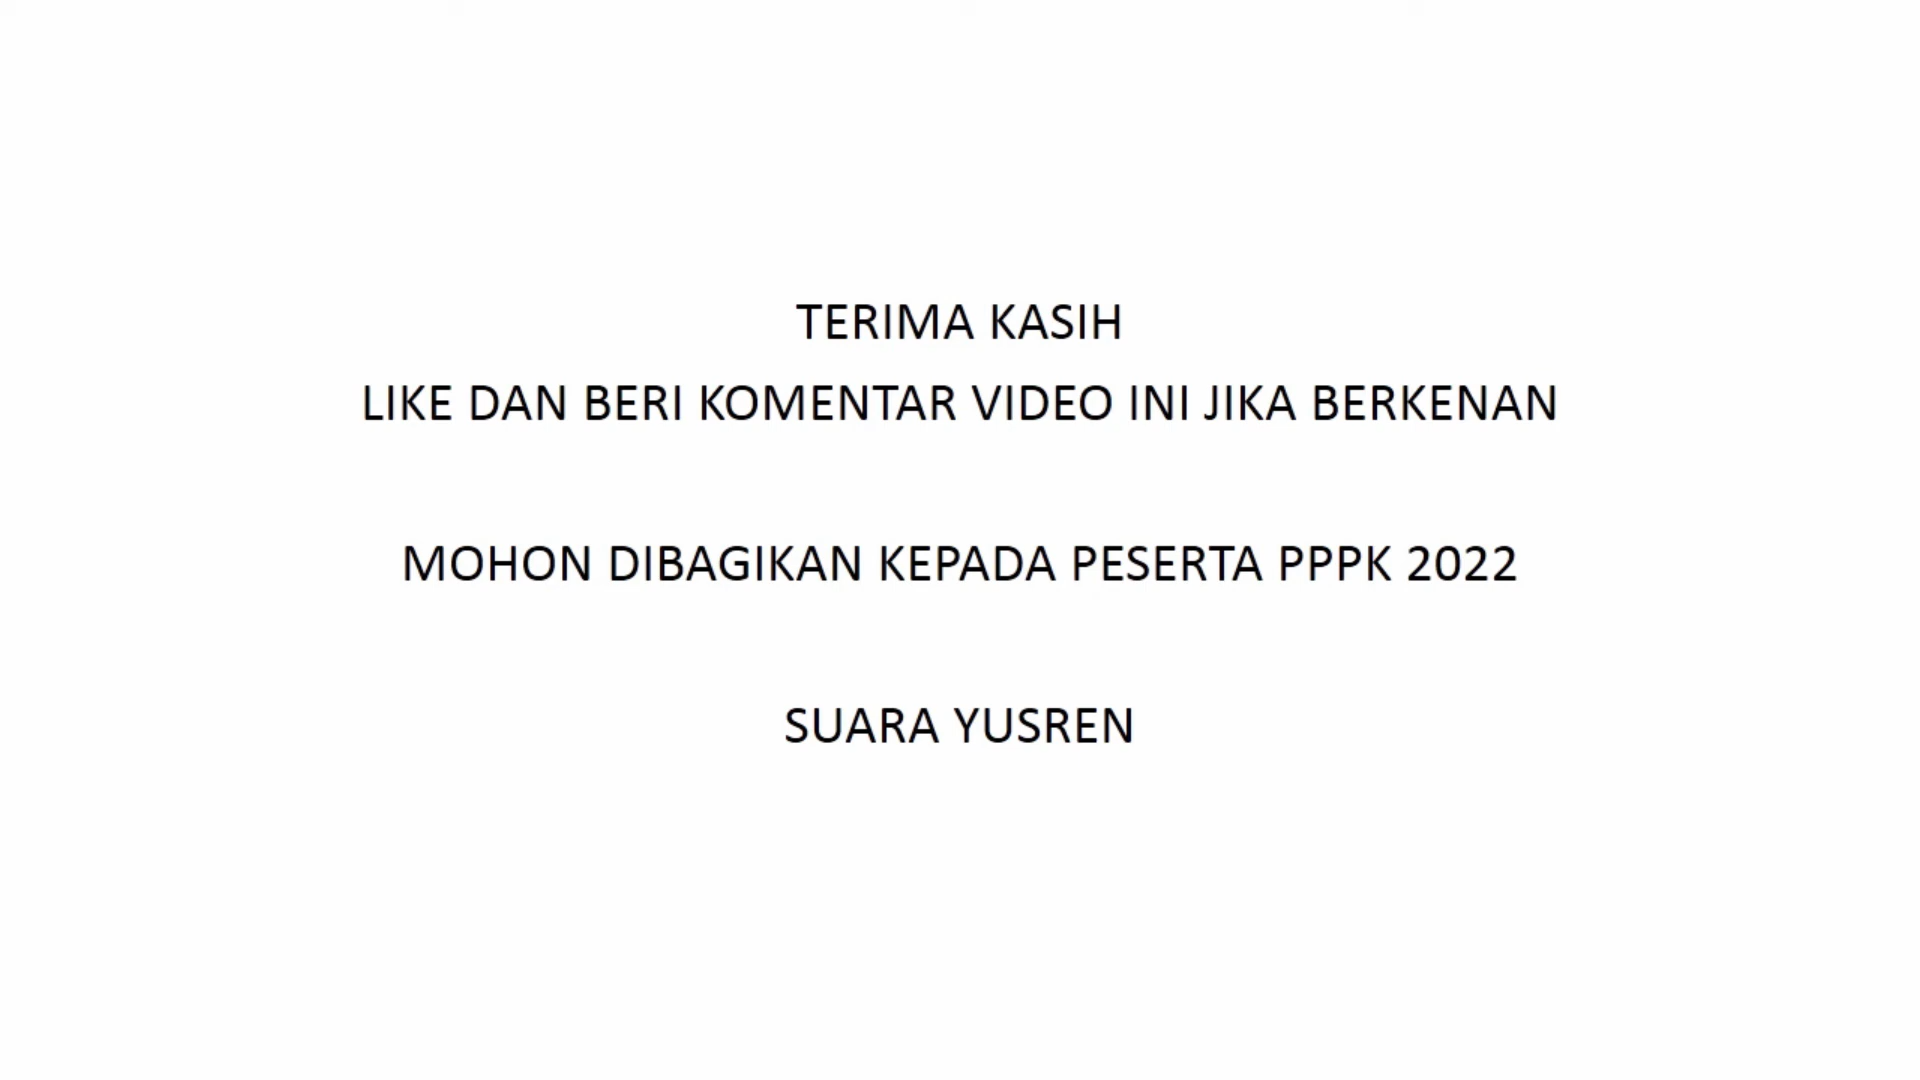 TERIMA KASIH
LIKE DAN BERI KOMENTAR VIDEO INI JIKA BERKENAN
MOHON DIBAGIKAN KEPADA PESERTA PPPK 2022
SUARA YUSREN